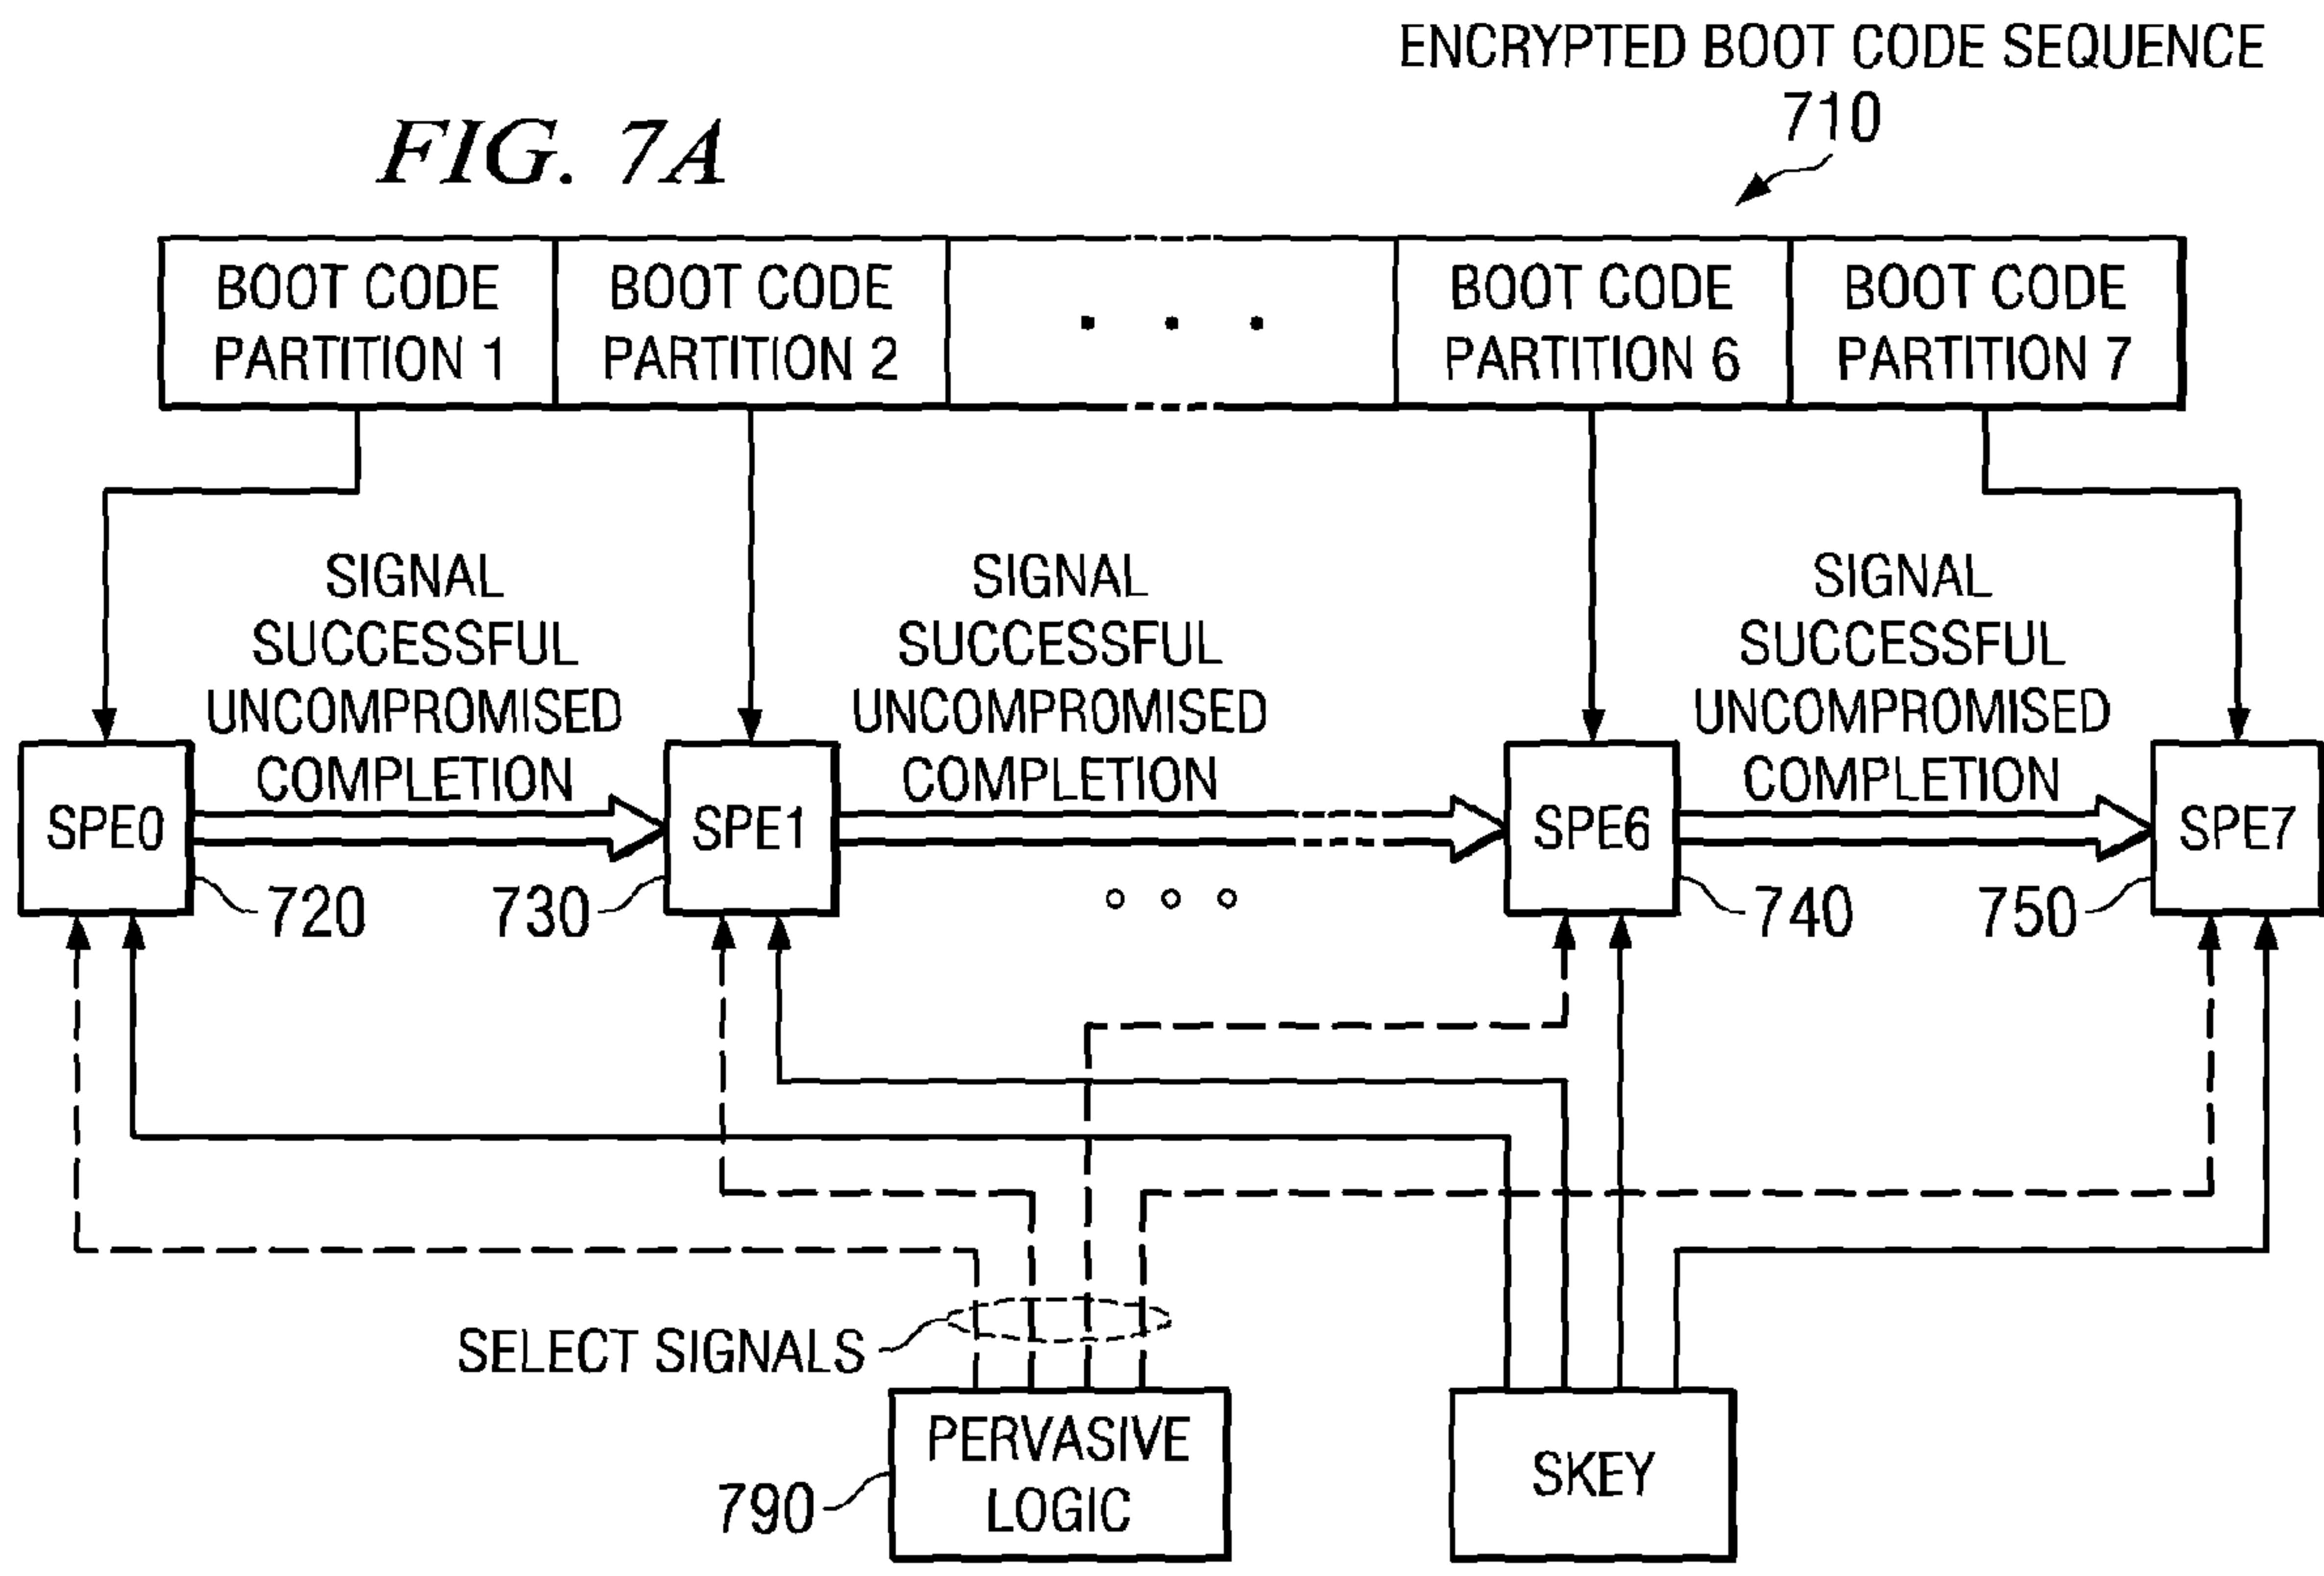 ENCRYPTED BOOT CODE SEQUENCE
710
FIG. 7A
BOOT CODE
PARTITION 1
BOOT CODE
PARTITION 2
. . .
BOOT CODE
PARTITION 6
BOOT CODE
PARTITION 7
SIGNAL
SUCCESSFUL
UNCOMPROMISED
COMPLETION
SIGNAL
SUCCESSFUL
UNCOMPROMISED
COMPLETION
SIGNAL
SUCCESSFUL
UNCOMPROMISED
COMPLETION
SPE0
SPE1
SPE6
SPE7
720
730
740
750
SELECT SIGNALS
PERVASIVE
LOGIC
790
SKEY